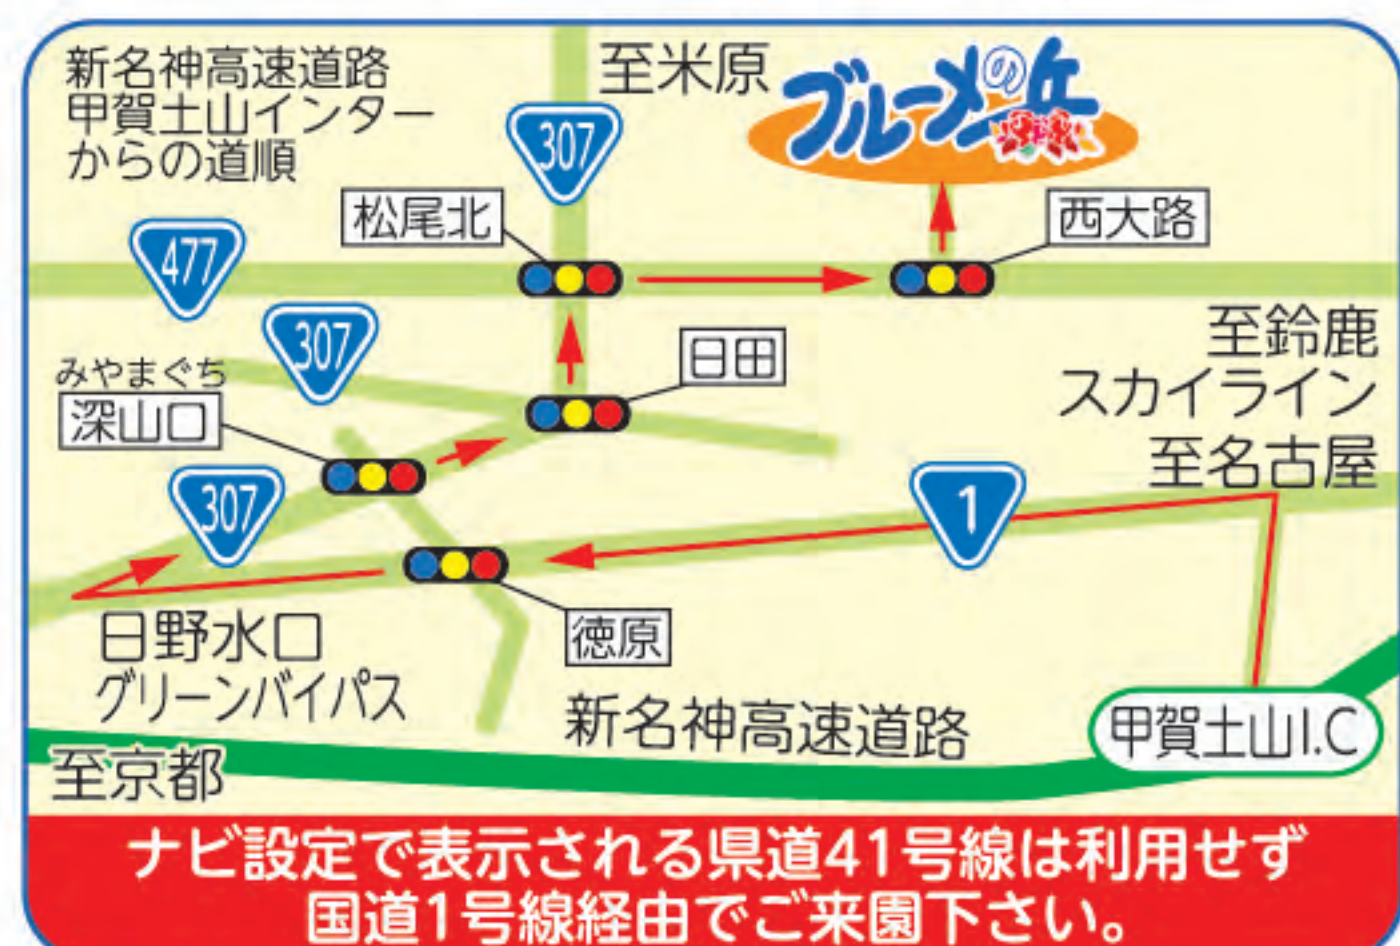 新名神高速道路
甲賀土山インター
からの道順
至米原
ブルーメの丘
307
松尾北
西大路
477
307
日田
至鈴鹿
スカイライン
みやまぐち
深山口
至名古屋
307
1
徳原
日野水口
グリーンバイパス
新名神高速道路
甲賀土山I.C
至京都
ナビ設定で表示される県道41号線は利用せず
国道1号線経由でご来園下さい。